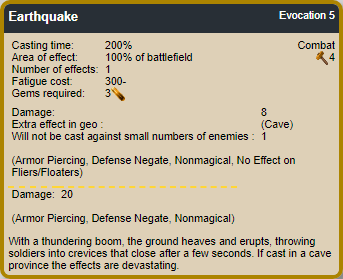 Earthquake Evocation 5
Casting time: 200% Combat
Area of effect: 100% of battlefield 4
Number of effects: 1
Fatigue cost: 300-
Gems required: 3
Damage: 8
Extra effect in geo : (Cave)
Will not be cast against small numbers of enemies : 1
(Armor Piercing, Defense Negate, Nonmagical, No Effect on
Fliers/Floaters)
Damage: 20
(Armor Piercing, Defense Negate, Nonmagical)
With a thundering boom, the ground heaves and erupts, throwing
soldiers into crevices that close after a few seconds. If cast in a cave
province the effects are devastating.